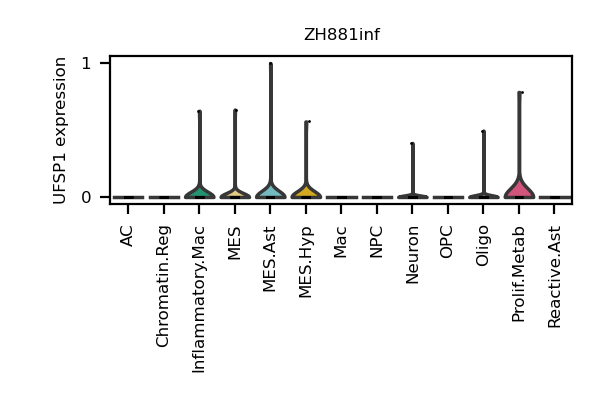 ZH881inf
UFSP1 expression
1
0
AC
Chromatin.Reg
Inflammatory.Mac
MES
MES.Ast
MES.Hyp
Mac
NPC
Neuron
OPC
Oligo
Prolif.Metab
Reactive.Ast